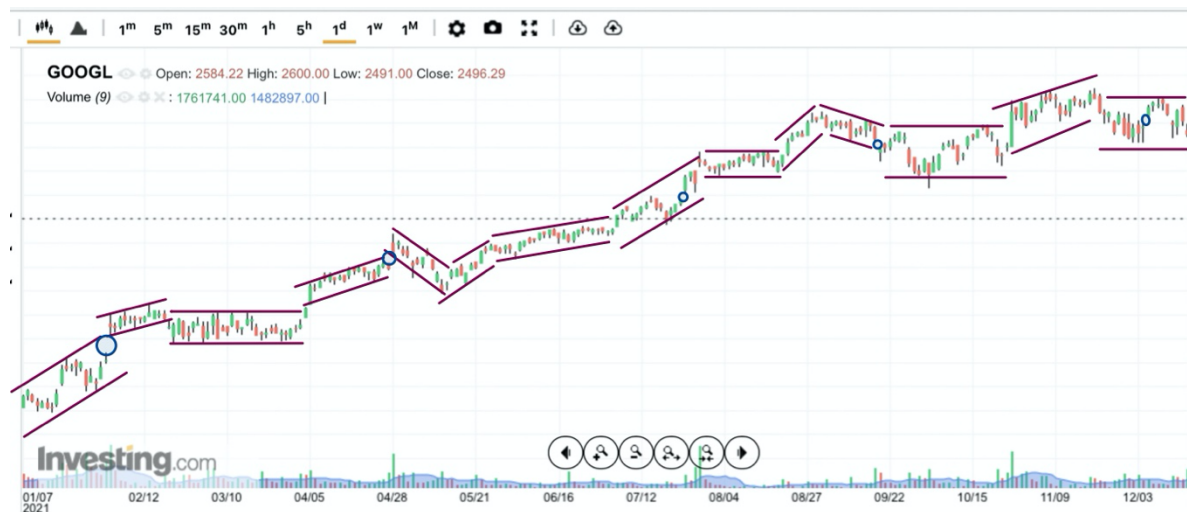 1m 5m 15m 30m 1h 5h 1d 1w 1M
GOOGL Open: 2584.22 High: 2600.00 Low: 2491.00 Close: 2496.29
Volume (9) : 1761741.00 1482897.00
Investing.com
01/07 02/12 03/10 04/05 04/28 05/21 06/16 07/12 08/04 08/27 09/22 10/15 11/09 12/03
2021